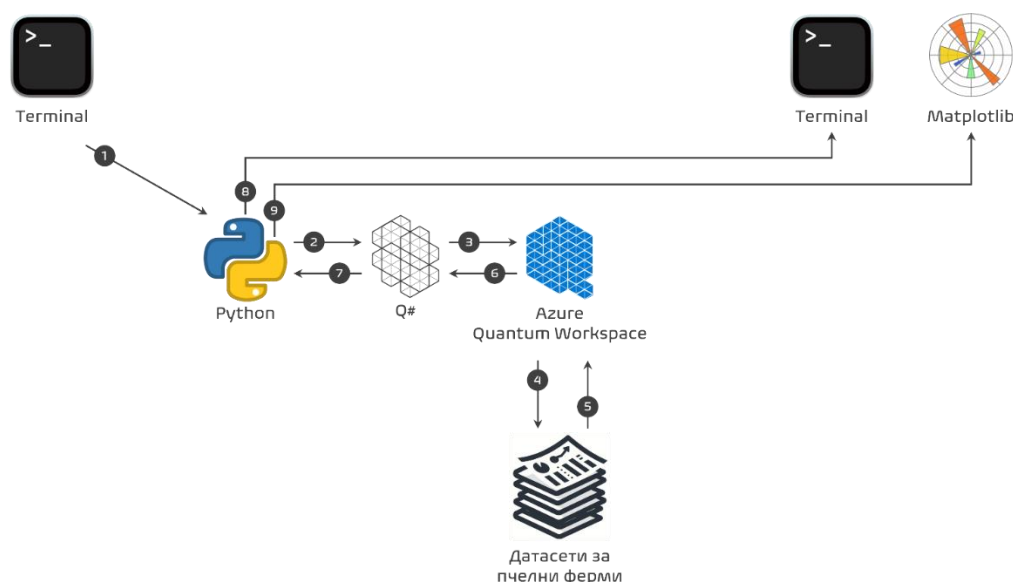 >_
>_
Terminal
Terminal
Matplotlib
1
8
9
2
3
7
6
Python
Q#
Azure
Quantum Workspace
4
5
Датасети за
пчелни ферми